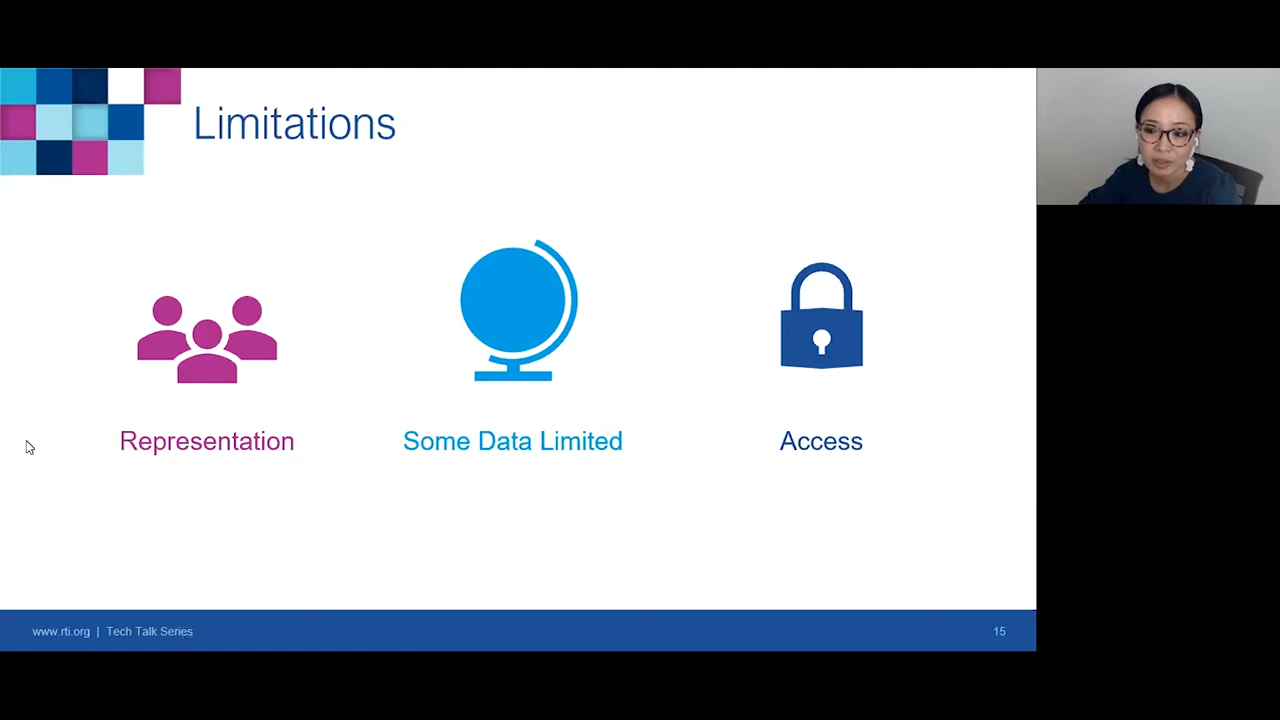 Limitations
Representation
Some Data Limited
Access
www.rti.org | Tech Talk Series
15